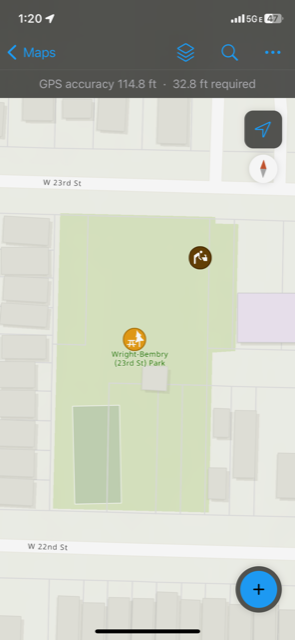 1:20
5GE 47
Maps
GPS accuracy 114.8 ft · 32.8 ft required
W 23rd St
Wright-Bembry
(23rd St) Park
W 22nd St